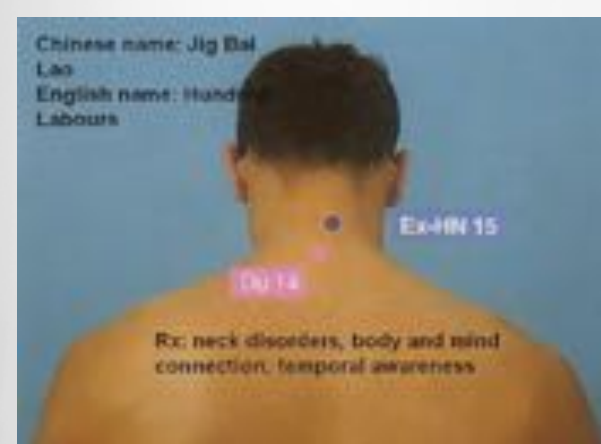 Chinese name: Jig Bai
Lao
English name: Hundred
Labours
Ex-HN 15
Du 14
Rx: neck disorders, body and mind
connection, temporal awareness